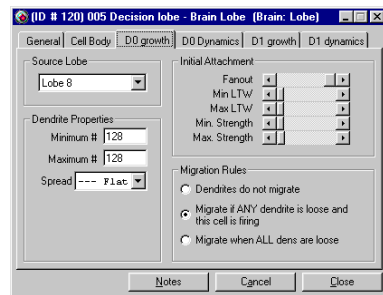 (ID # 120) 005 Decision lobe - Brain Lobe (Brain: Lobe)
General Cell Body D0 growth D0 Dynamics D1 growth D1 dynamics
Source Lobe
Lobe 8
Dendrite Properties
Minimum # 128
Maximum # 128
Spread --- Flat
Initial Attachment
Fanout
Min LTW
Max LTW
Min. Strength
Max. Strength
Migration Rules
Dendrites do not migrate
Migrate if ANY dendrite is loose and
this cell is firing
Migrate when ALL dens are loose
Notes Cancel Close